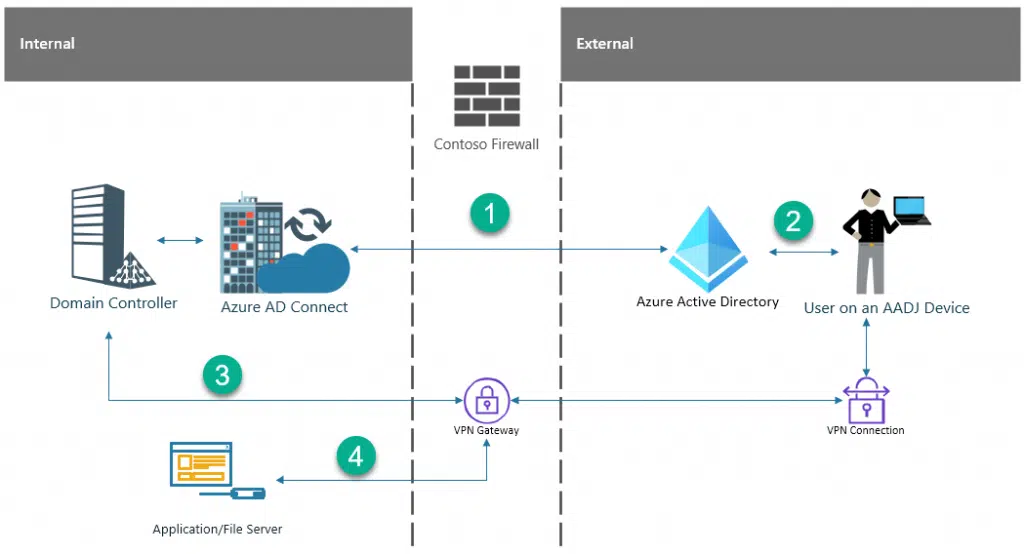 Internal
External
Contoso Firewall
1
2
Domain Controller
Azure AD Connect
Azure Active Directory
User on an AADJ Device
3
VPN Gateway
VPN Connection
4
Application/File Server